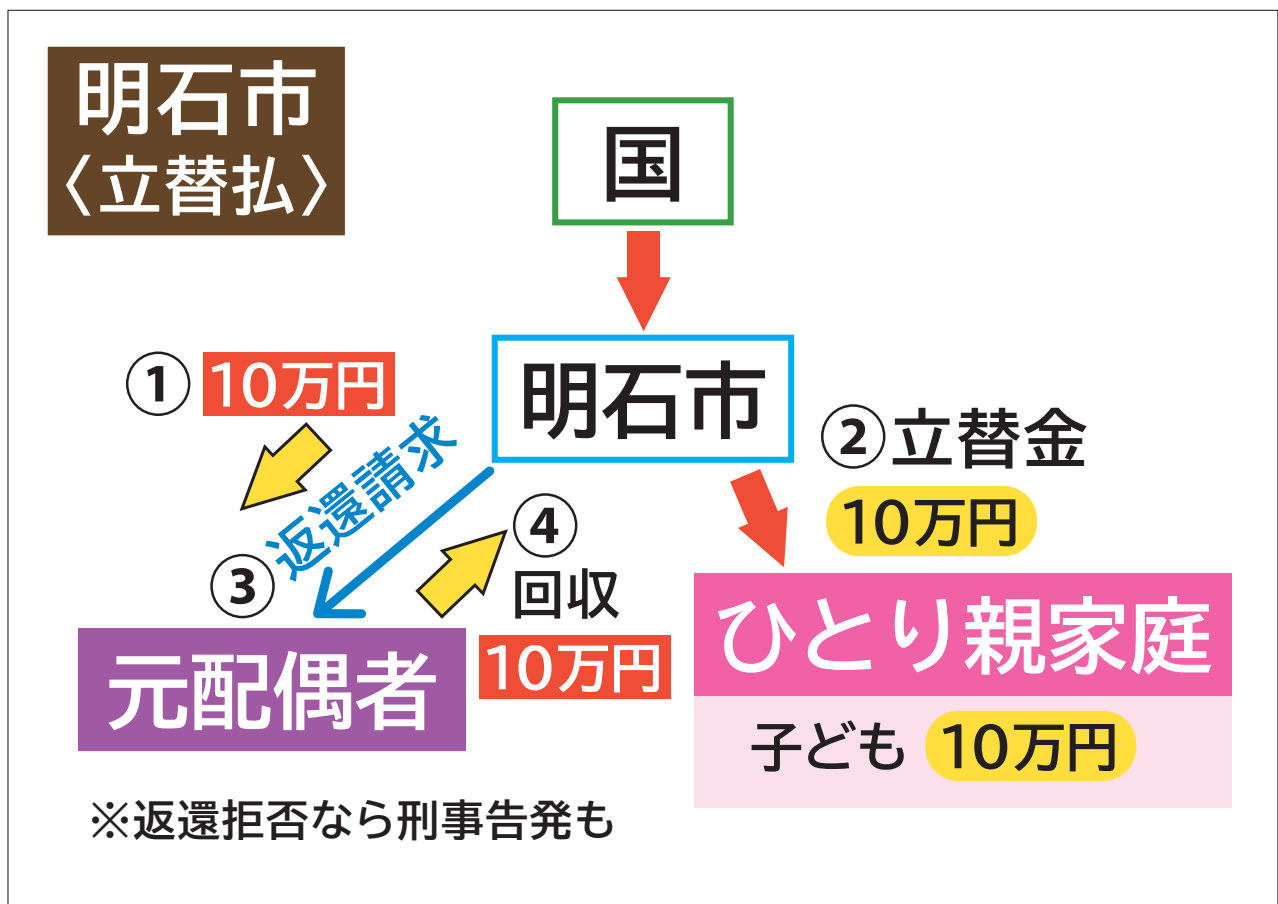 明石市
〈立替払〉
国
明石市
① 10万円
②立替金
10万円
返還請求
③
④
回収
10万円
元配偶者
ひとり親家庭
子ども 10万円
※返還拒否なら刑事告発も